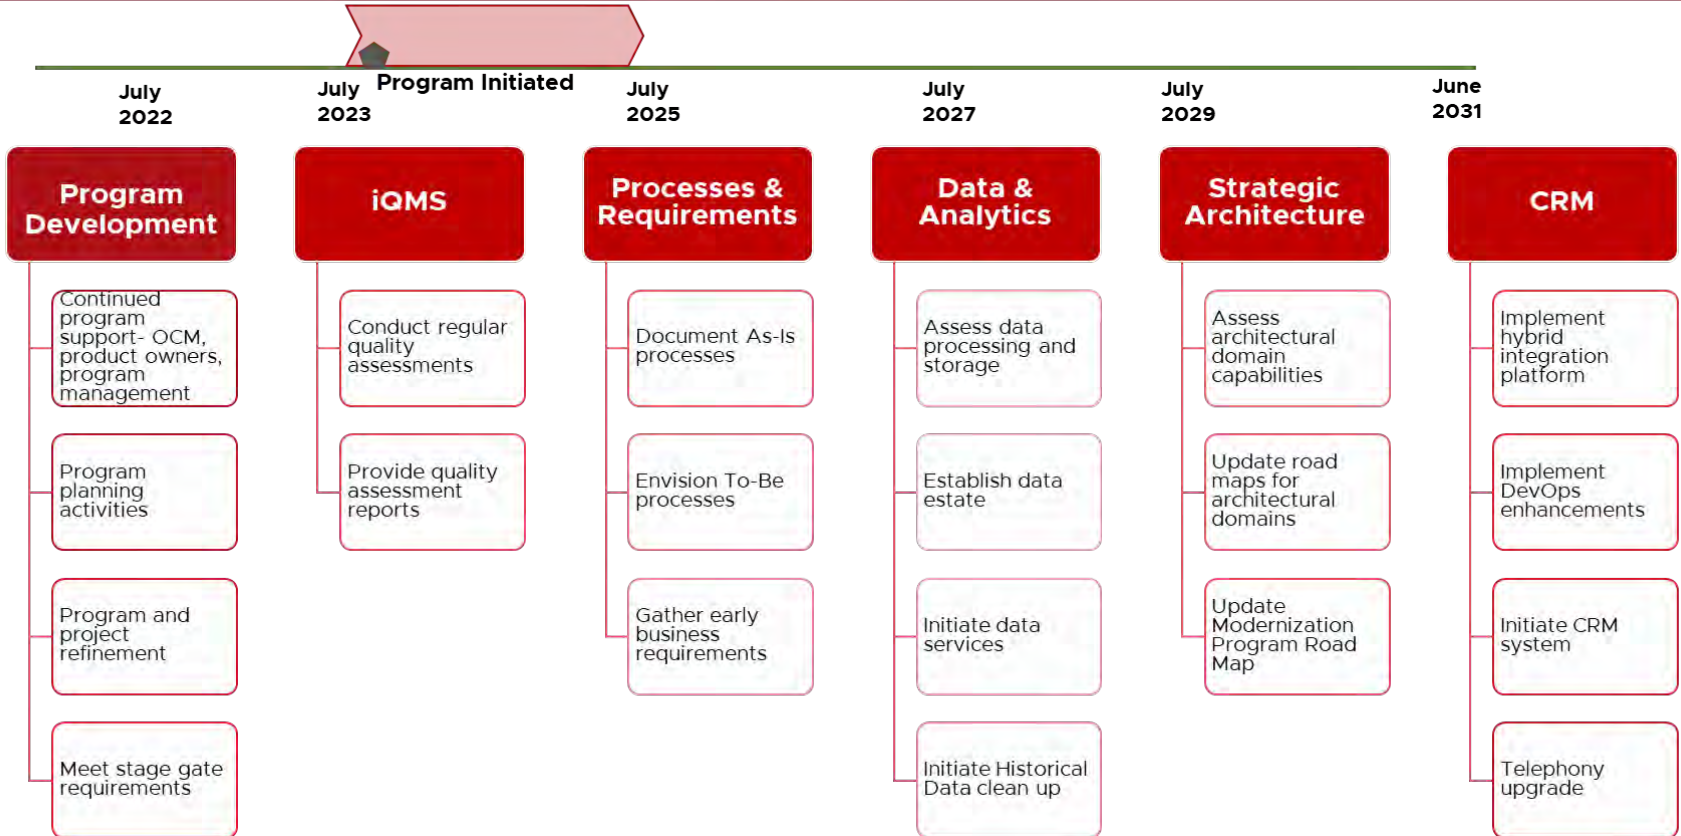 Program Initiated
July
2022
July
2023
July
2025
July
2027
July
2029
June
2031
Program
Development
Continued
program
support- OCM,
product owners,
program
management
Program
planning
activities
Program and
project
refinement
Meet stage gate
requirements
iQMS
Conduct regular
quality
assessments
Provide quality
assessment
reports
Processes &
Requirements
Document As-Is
processes
Envision To-Be
processes
Gather early
business
requirements
Data &
Analytics
Assess data
processing and
storage
Establish data
estate
Initiate data
services
Initiate Historical
Data clean up
Strategic
Architecture
Assess
architectural
domain
capabilities
Update road
maps for
architectural
domains
Update
Modernization
Program Road
Map
CRM
Implement
hybrid
integration
platform
Implement
DevOps
enhancements
Initiate CRM
system
Telephony
upgrade